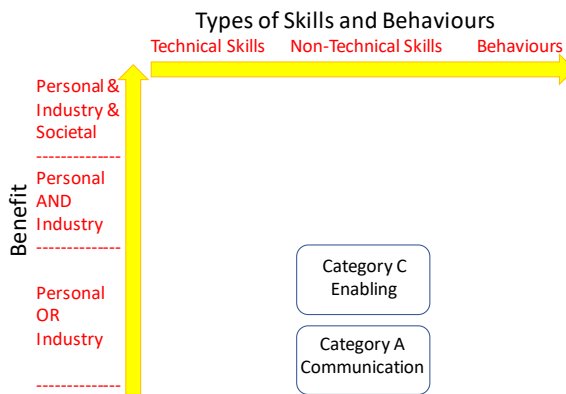 Types of Skills and Behaviours
Technical Skills Non-Technical Skills Behaviours
Benefit
Personal &
Industry &
Societal
---------------
Personal
AND
Industry
---------------
Personal
OR
Industry
---------------
Category C
Enabling
Category A
Communication